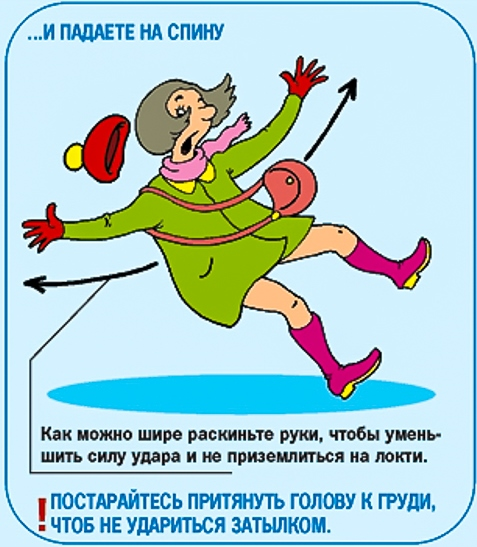 ...И ПАДАЕТЕ НА СПИНУ
Как можно шире раскиньте руки, чтобы умень-
шить силу удара и не приземлиться на локти.
! ПОСТАРАЙТЕСЬ ПРИТЯНУТЬ ГОЛОВУ К ГРУДИ,
ЧТОБ НЕ УДАРИТЬСЯ ЗАТЫЛКОМ.